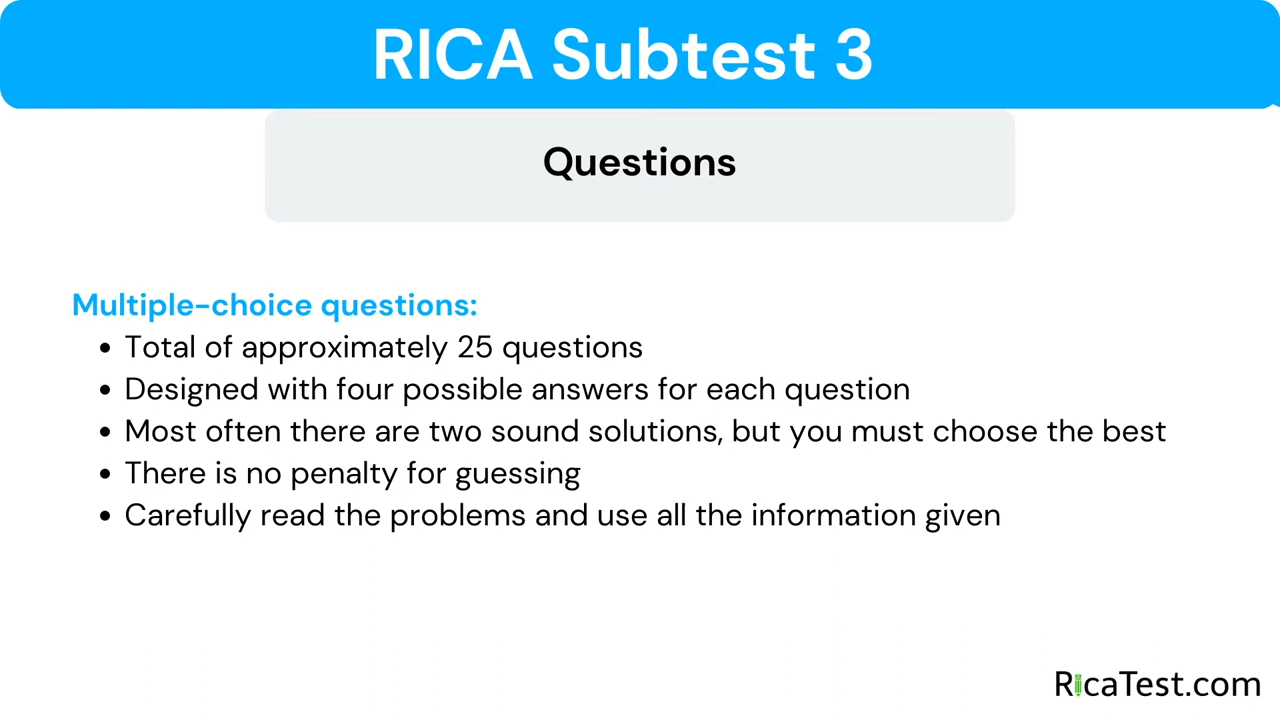 RICA Subtest 3
Questions
Multiple-choice questions:
• Total of approximately 25 questions
• Designed with four possible answers for each question
• Most often there are two sound solutions, but you must choose the best
• There is no penalty for guessing
• Carefully read the problems and use all the information given
RicaTest.com